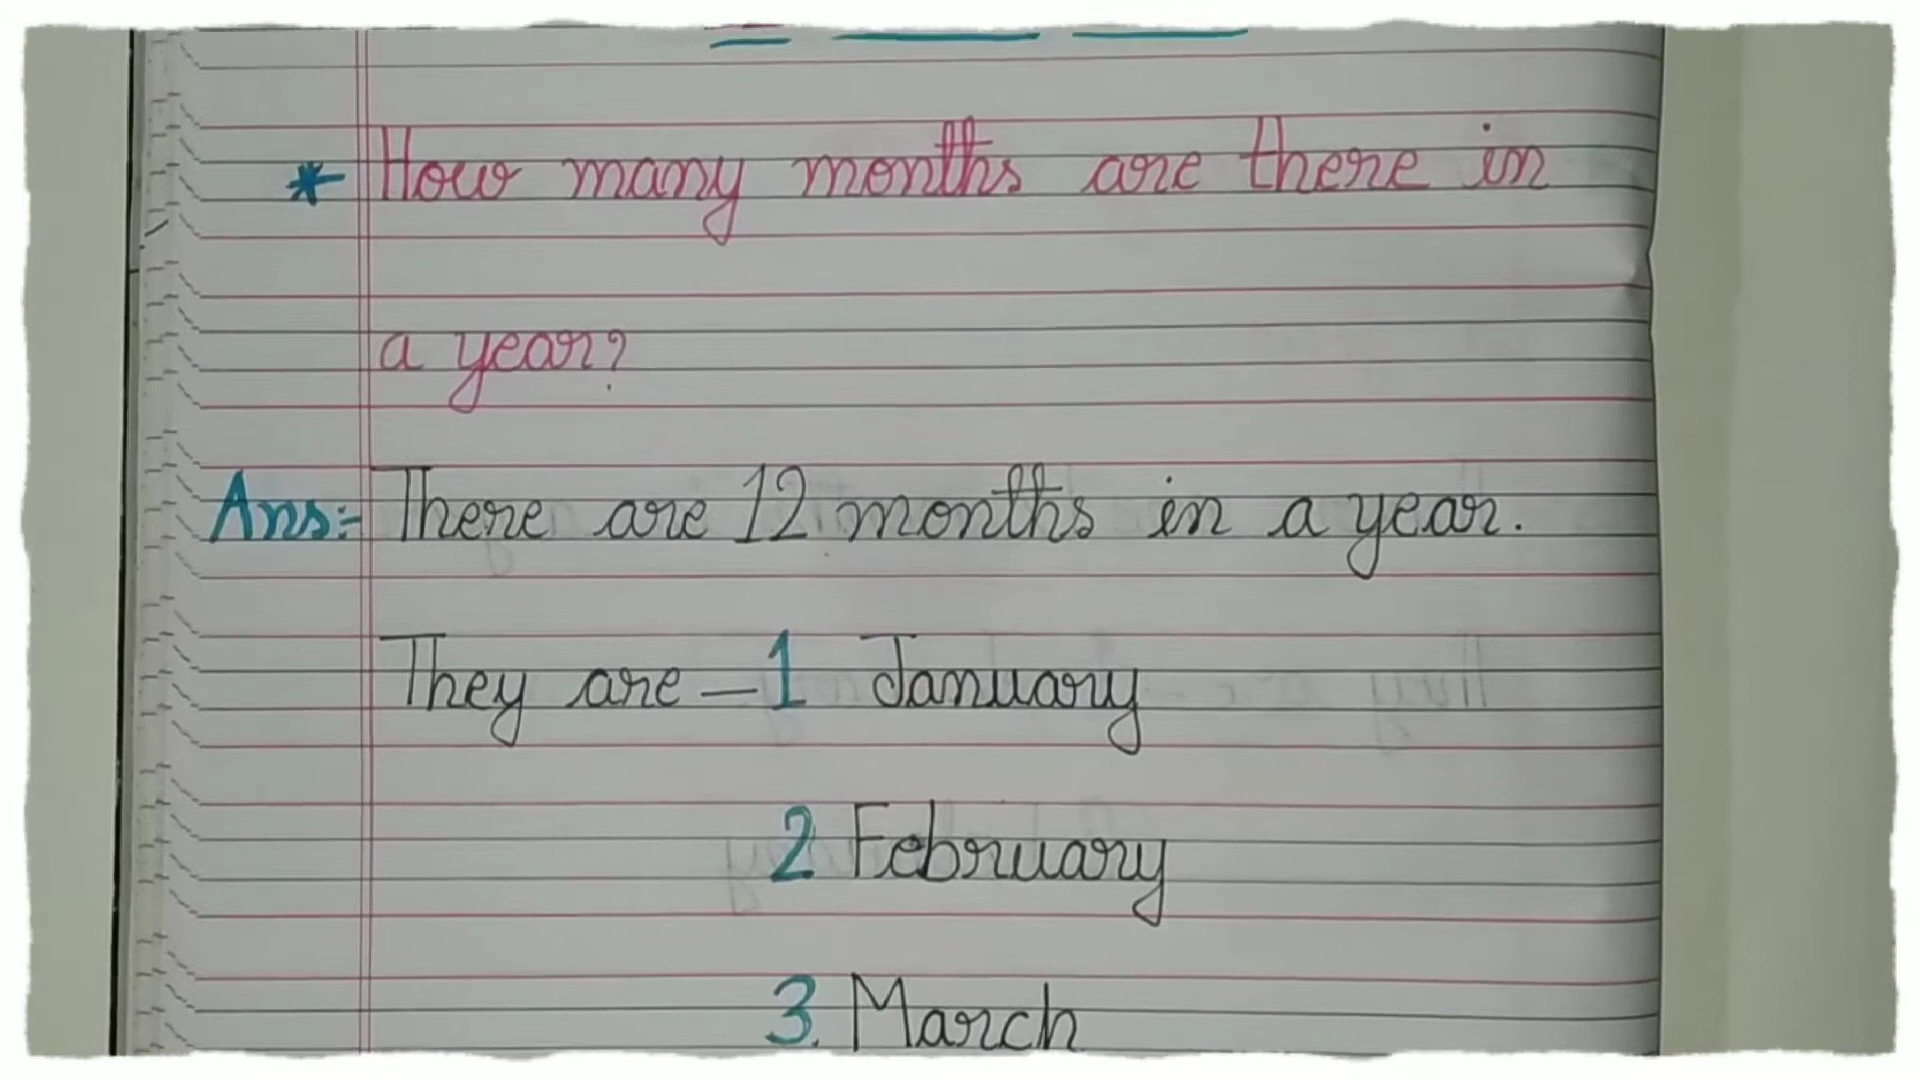 * How many months are there in
a year?
Ans:- There are 12 months in a year.
They are - 1 January
2 February
3. March